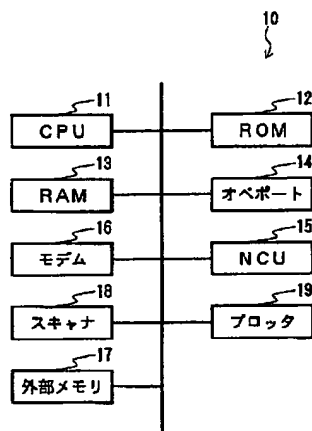 10
11
CPU
12
ROM
13
RAM
14
オペポート
16
モデム
15
NCU
18
スキャナ
19
プロッタ
17
外部メモリ